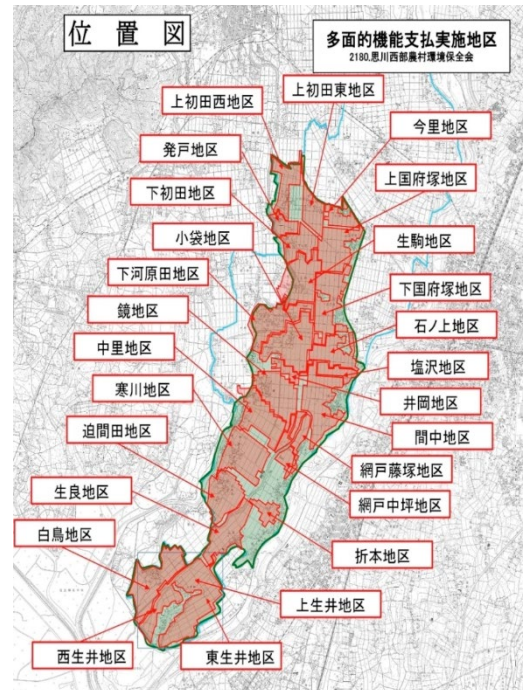 位置図
多面的機能支払実施地区
2180.思川西部農村環境保全会
上初田東地区
上初田西地区
今里地区
発戸地区
上国府塚地区
下初田地区
小袋地区
生駒地区
下河原田地区
下国府塚地区
鏡地区
石ノ上地区
中里地区
塩沢地区
寒川地区
井岡地区
迫間田地区
間中地区
網戸藤塚地区
生良地区
網戸中坪地区
白鳥地区
折本地区
上生井地区
西生井地区
東生井地区